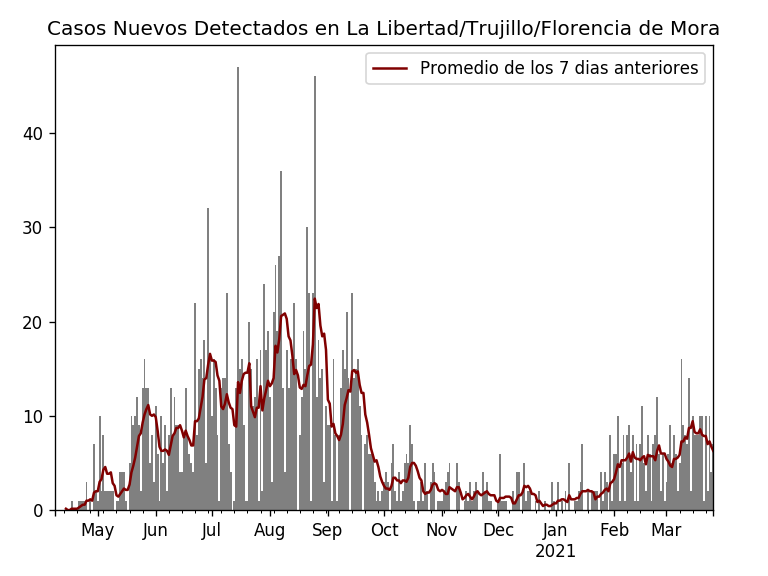 Casos Nuevos Detectados en La Libertad/Trujillo/Florencia de Mora
Promedio de los 7 dias anteriores
40
30
20
10
0
May Jun Jul Aug Sep Oct Nov Dec Jan Feb Mar
2021